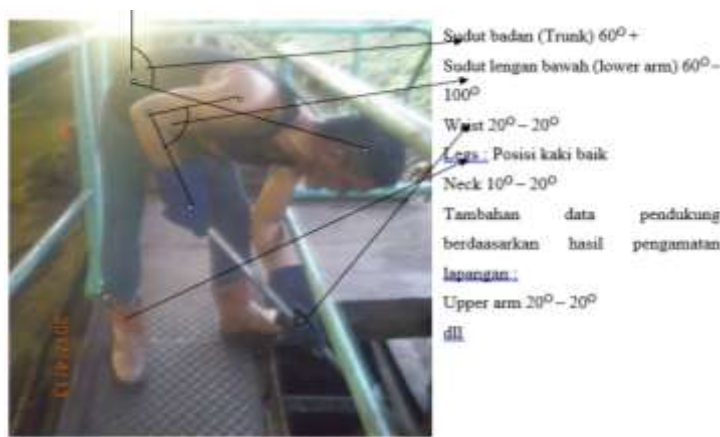 Sudut badan (Trunk) 60⁰ +
Sudut lengan bawah (lower arm) 60⁰ –
100⁰
Waist 20⁰ – 20⁰
Legs : Posisi kaki baik
Neck 10⁰ – 20⁰
Tambahan data pendukung
berdaasarkan hasil pengamatan
lapangan :
Upper arm 20⁰ – 20⁰
dll